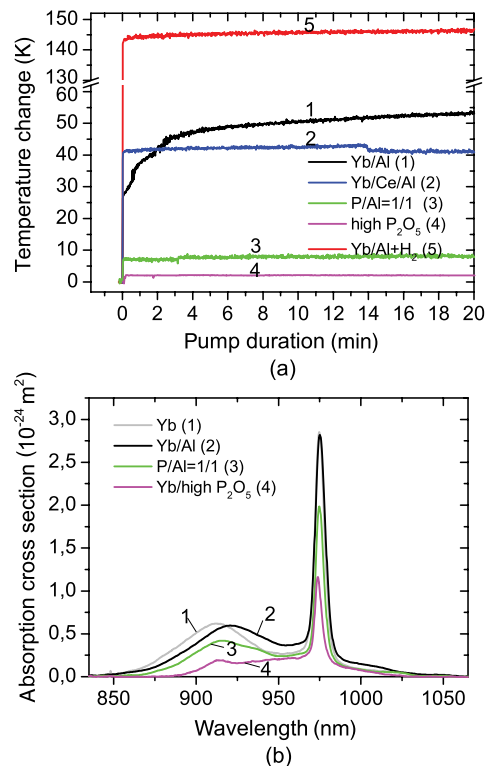 150
145
140
130
60
50
40
30
20
10
0
Temperature change (K)
5
1
2
3
4
Yb/Al (1)
Yb/Ce/Al (2)
P/Al=1/1 (3)
high P₂O₅ (4)
Yb/Al+H₂ (5)
0 2 4 6 8 10 12 14 16 18 20
Pump duration (min)
(a)
3,0
2,5
2,0
1,5
1,0
0,5
0,0
Absorption cross section (10⁻²⁴ m²)
Yb (1)
Yb/Al (2)
P/Al=1/1 (3)
Yb/high P₂O₅ (4)
1
2
3
4
850 900 950 1000 1050
Wavelength (nm)
(b)